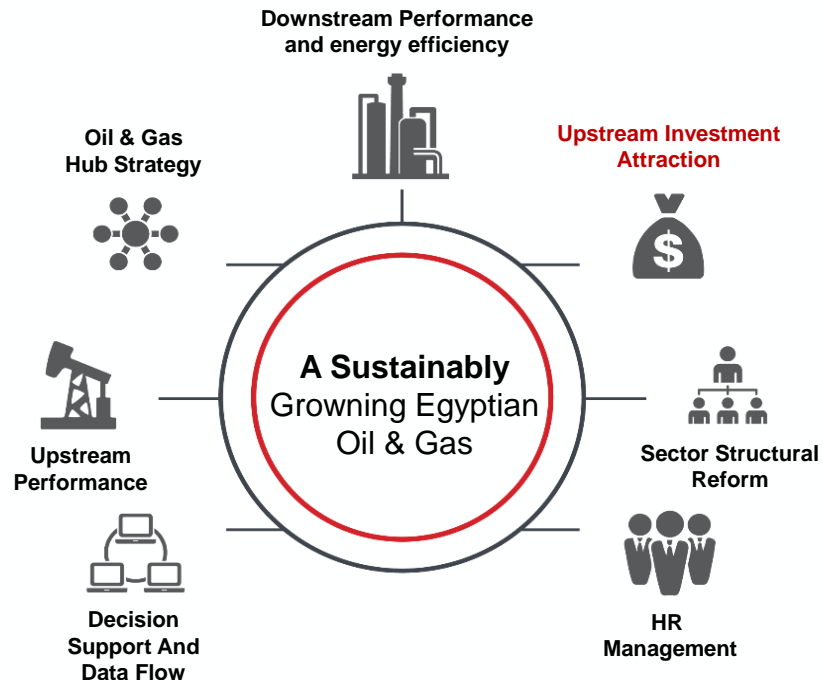 Downstream Performance
and energy efficiency
Oil & Gas
Hub Strategy
Upstream Investment
Attraction
$
A Sustainably
Growning Egyptian
Oil & Gas
Upstream
Performance
Sector Structural
Reform
Decision
Support And
Data Flow
HR
Management